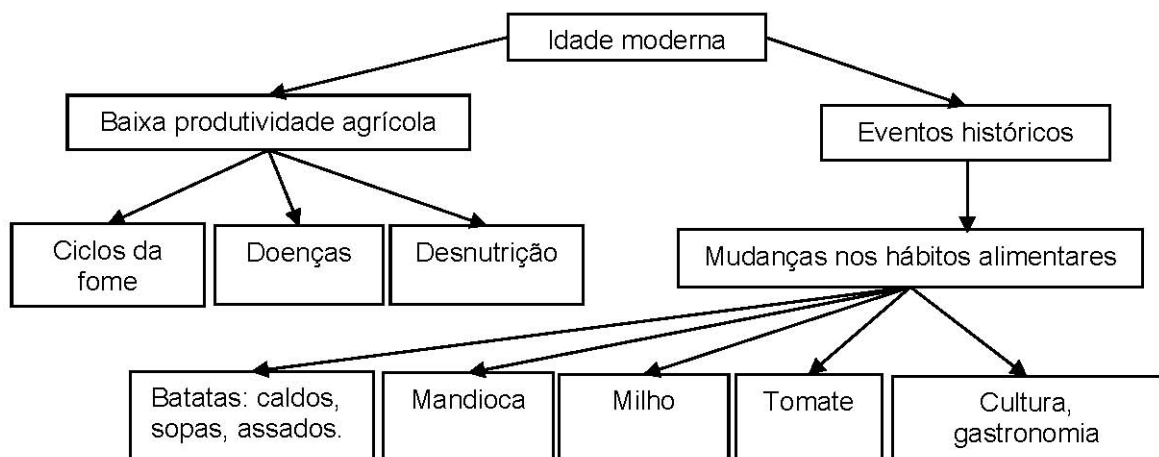 Idade moderna
Baixa produtividade agrícola
Eventos históricos
Ciclos da
fome
Doenças
Desnutrição
Mudanças nos hábitos alimentares
Batatas: caldos,
sopas, assados.
Mandioca
Milho
Tomate
Cultura,
gastronomia